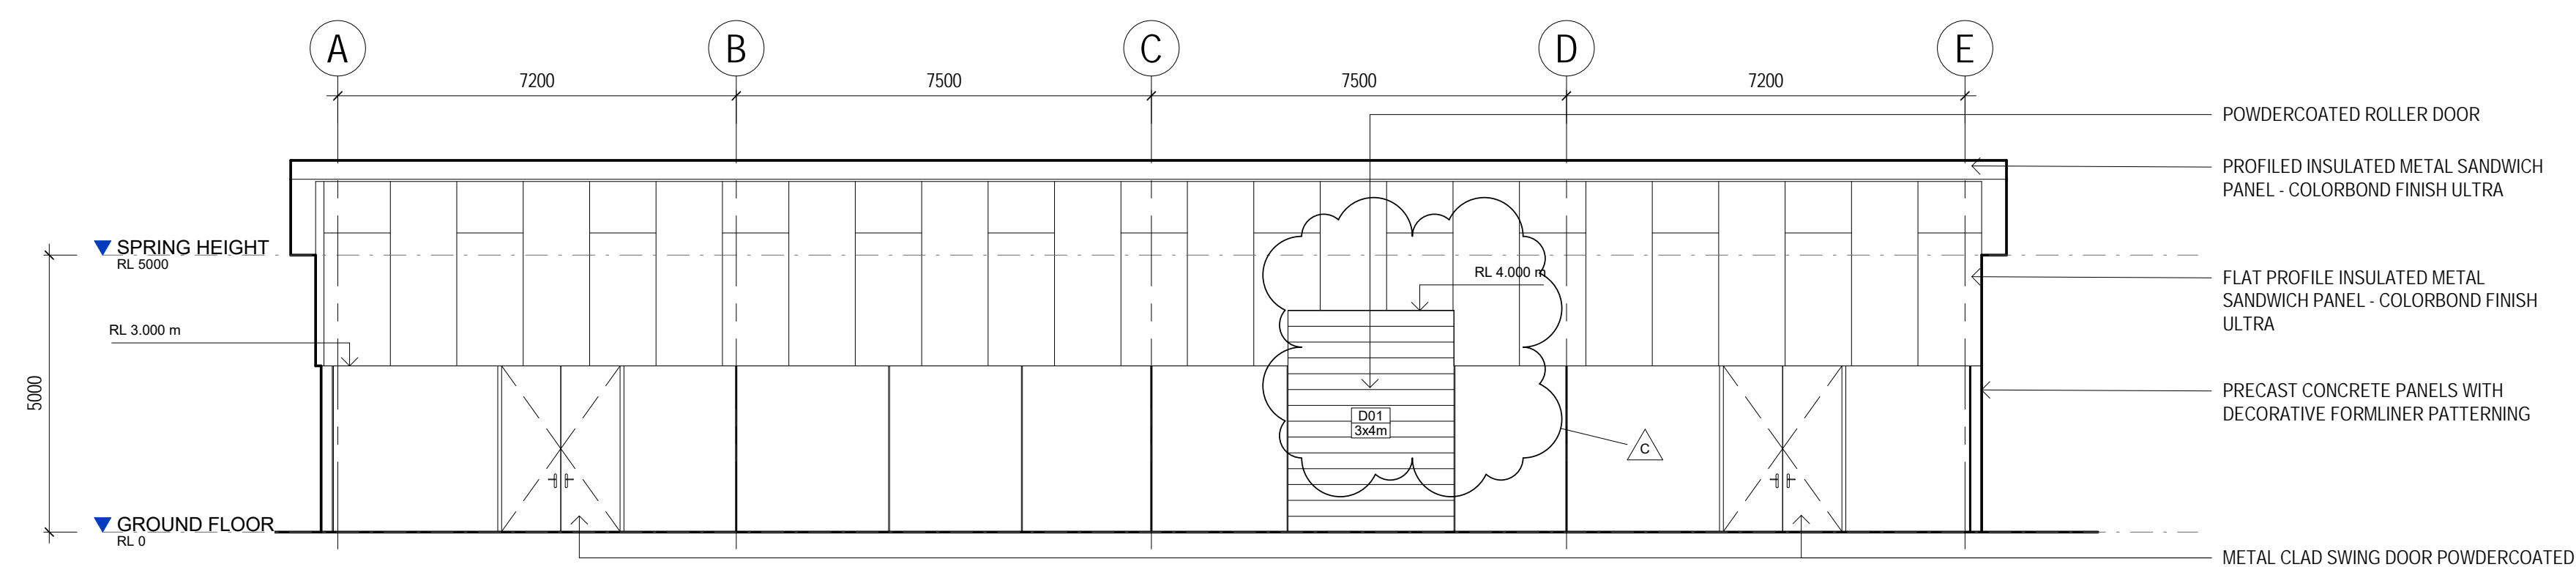 A B C D E
7200 7500 7500 7200
POWDERCOATED ROLLER DOOR
PROFILED INSULATED METAL SANDWICH
PANEL - COLORBOND FINISH ULTRA
SPRING HEIGHT
RL 5000
RL 4.000 m
FLAT PROFILE INSULATED METAL
SANDWICH PANEL - COLORBOND FINISH
ULTRA
RL 3.000 m
5000
PRECAST CONCRETE PANELS WITH
DECORATIVE FORMLINER PATTERNING
D01
3x4m
C
GROUND FLOOR
RL 0
METAL CLAD SWING DOOR POWDERCOATED